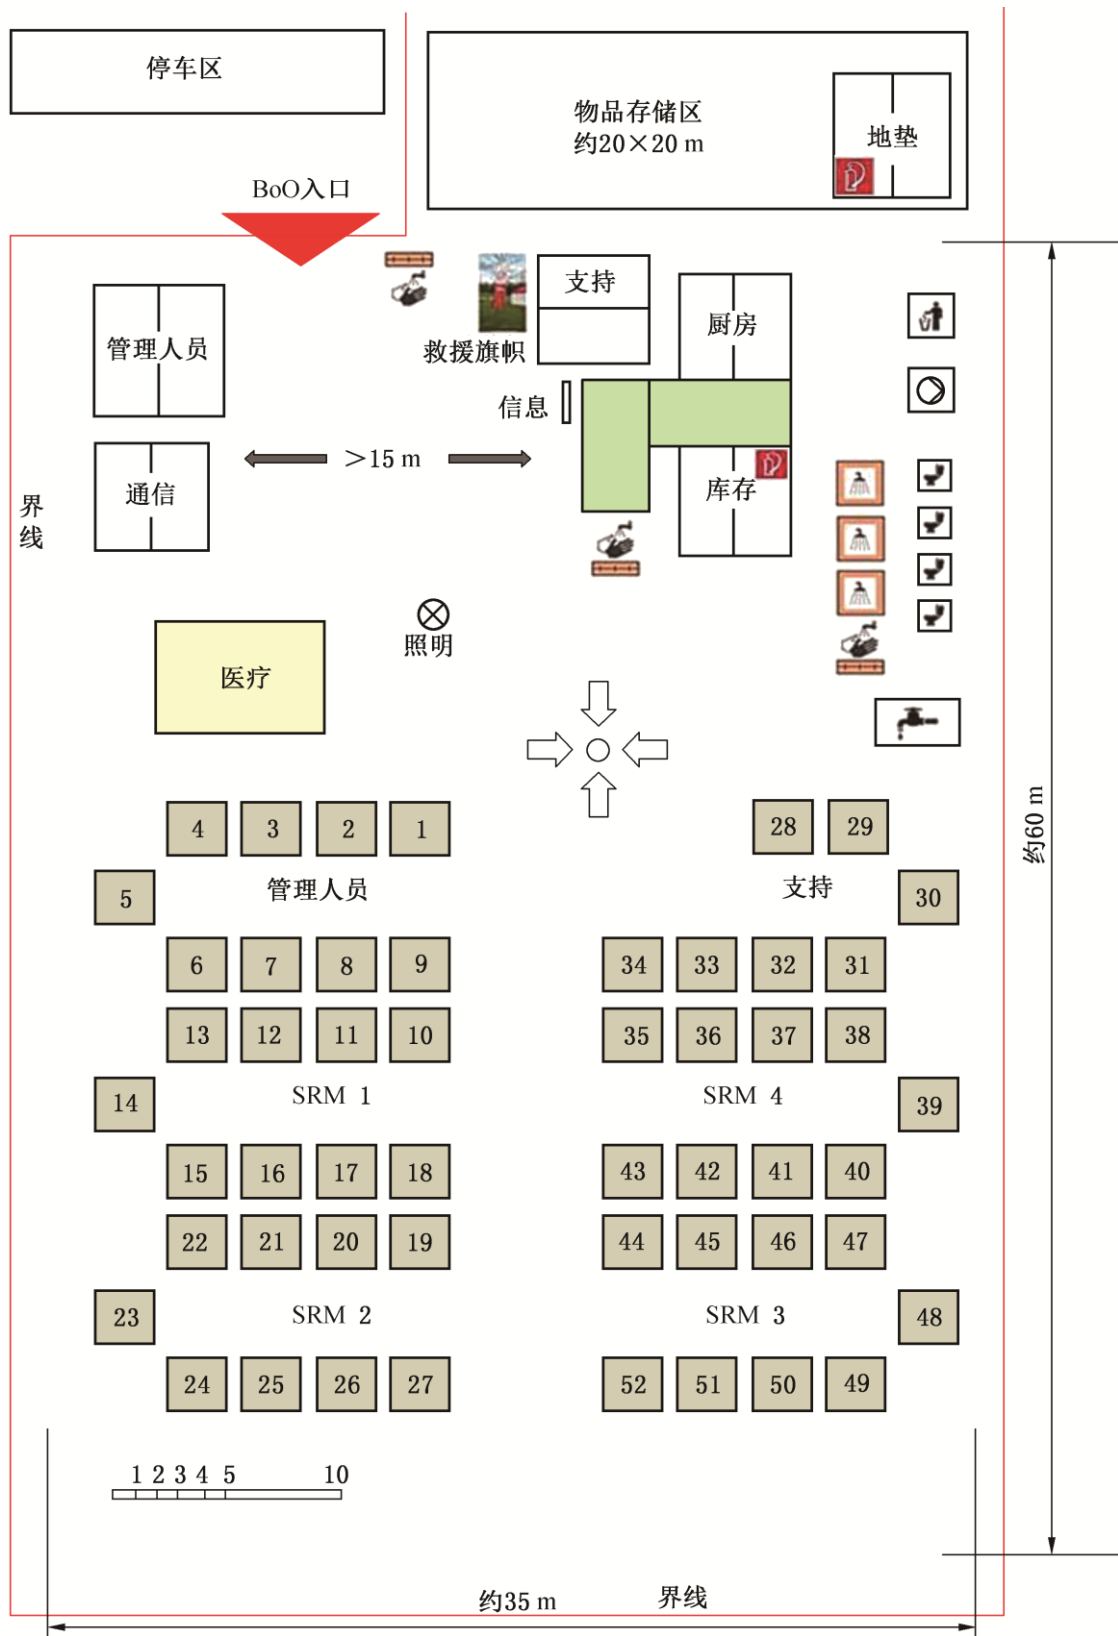 停车区
物品存储区
约20×20 m
地垫
BoO入口
管理人员
支持
厨房
救援旗帜
信息
>15 m
通信
库存
界
线
照明
医疗
4 3 2 1
28 29
管理人员
支持
5
30
6 7 8 9
34 33 32 31
13 12 11 10
35 36 37 38
SRM 1
SRM 4
14
39
15 16 17 18
43 42 41 40
22 21 20 19
44 45 46 47
SRM 2
SRM 3
23
48
24 25 26 27
52 51 50 49
1 2 3 4 5 10
约60 m
约35 m
界线